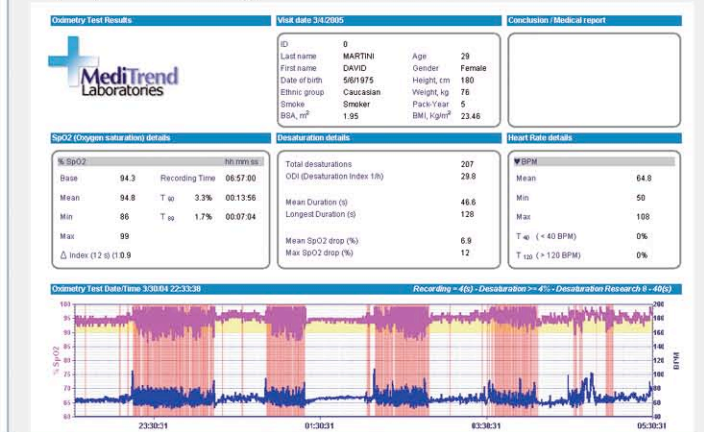 Oximetry Test Results
MediTrend
Laboratories
Visit date 3/4/2005
ID 0
Last name MARTINI Age 29
First name DAVID Gender Female
Date of birth 5/6/1975 Height, cm 180
Ethnic group Caucasian Weight, kg 76
Smoke Smoker Pack-Year 5
BSA, m² 1.95 BMI, Kg/m² 23.46
Conclusion / Medical report
SpO2 (Oxygen saturation) details
% SpO2 hh:mm:ss
Base 94.3 Recording Time 06:57:00
Mean 94.8 T 90 3.3% 00:13:56
Min 86 T 89 1.7% 00:07:04
Max 99
Δ Index (12 s) (1:0.9
Desaturation details
Total desaturations 207
ODI (Desaturation Index 1/h) 29.8
Mean Duration (s) 46.6
Longest Duration (s) 128
Mean SpO2 drop (%) 6.9
Max SpO2 drop (%) 12
Heart Rate details
♥BPM
Mean 64.8
Min 50
Max 108
T 40 (< 40 BPM) 0%
T 120 (> 120 BPM) 0%
Oximetry Test Date/Time 3/30/04 22:33:38 Recording = 4(s) - Desaturation >= 4% - Desaturation Research 8 - 40(s)
100 200
95 180
90 160
140
% SpO2 120 BPM
75 100
70 80
65 60
60 40
23:30:31 01:30:31 03:30:31 05:30:31